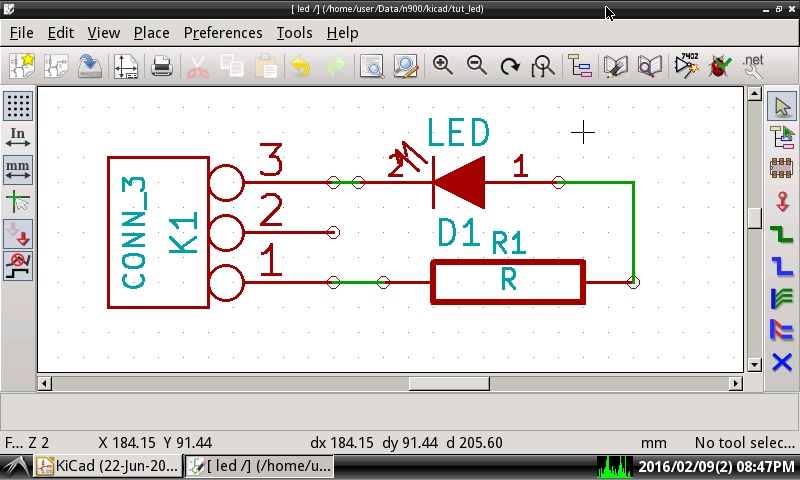 [ led /] (/home/user/Data/n900/kicad/tut_led)
File Edit View Place Preferences Tools Help
7402
.net
In
mm
LED
3
2
1
CONN_3
K1
2
D1
R1
1
R
F... Z 2 X 184.15 Y 91.44 dx 184.15 dy 91.44 d 205.60 mm No tool selec...
KiCad (22-Jun-20... [ led /] (/home/u... 2016/02/09(2) 08:47PM